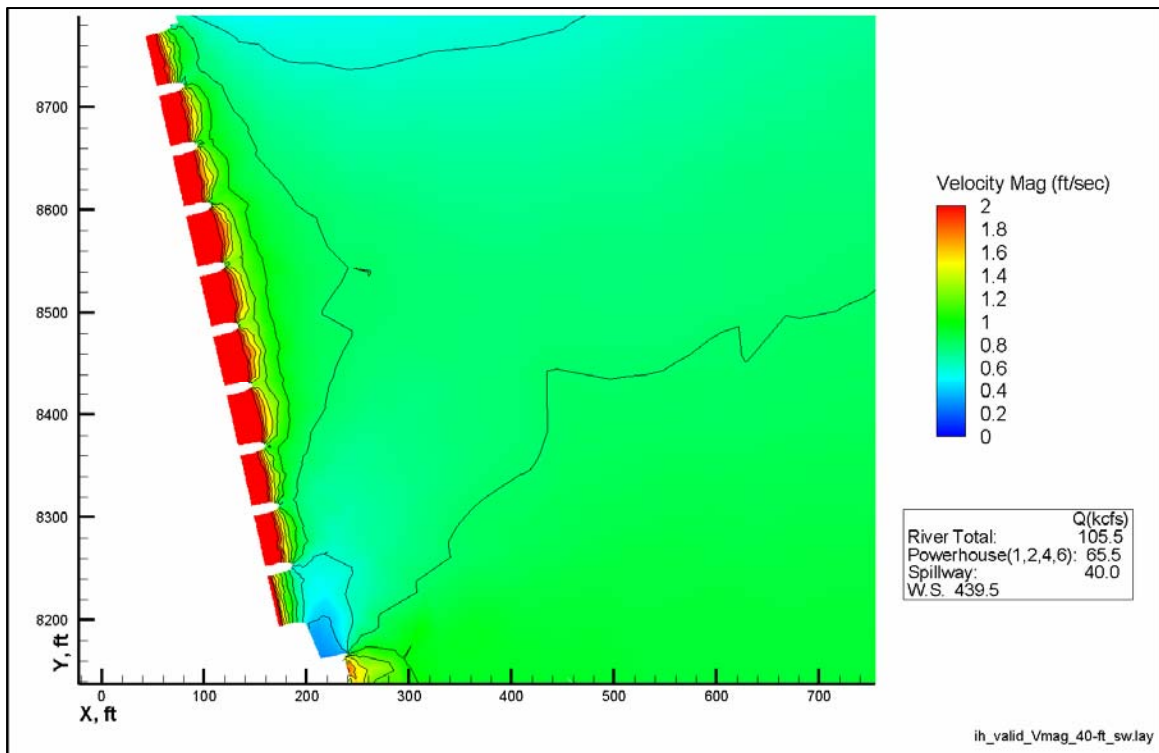 8700
8600
8500
8400
8300
8200
Y, ft
0 100 200 300 400 500 600 700
X, ft
Velocity Mag (ft/sec)
2
1.8
1.6
1.4
1.2
1
0.8
0.6
0.4
0.2
0
Q(kcfs)
River Total: 105.5
Powerhouse(1,2,4,6): 65.5
Spillway: 40.0
W.S. 439.5
ih_valid_Vmag_40-ft_sw.lay